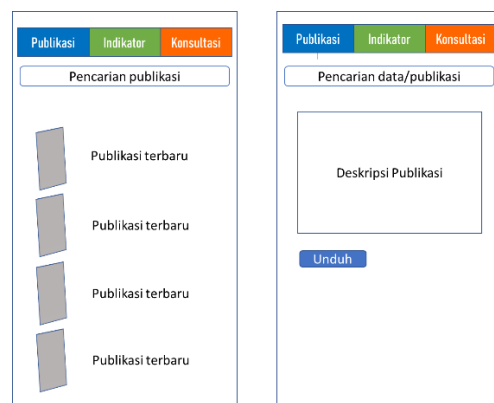 Publikasi Indikator Konsultasi
Pencarian publikasi
Publikasi terbaru
Publikasi terbaru
Publikasi terbaru
Publikasi terbaru
Publikasi Indikator Konsultasi
Pencarian data/publikasi
Deskripsi Publikasi
Unduh